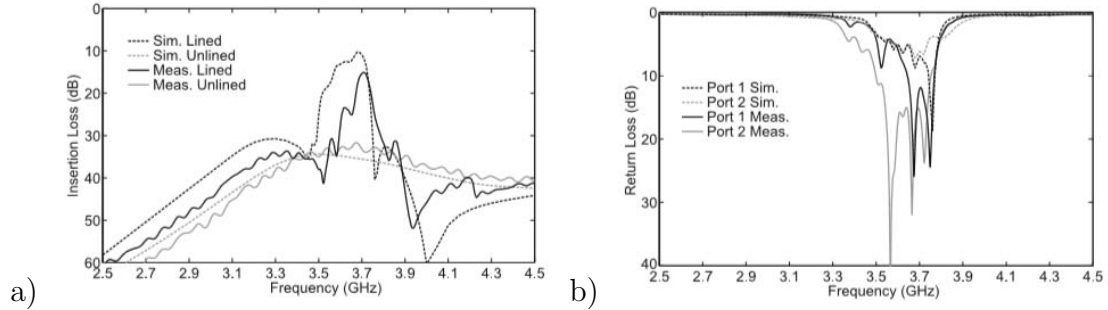 0
10
20
30
40
50
60
Insertion Loss (dB)
Sim. Lined
Sim. Unlined
Meas. Lined
Meas. Unlined
2.5 2.7 2.9 3.1 3.3 3.5 3.7 3.9 4.1 4.3 4.5
Frequency (GHz)
a)
0
10
20
30
40
Return Loss (dB)
Port 1 Sim.
Port 2 Sim.
Port 1 Meas.
Port 2 Meas.
2.5 2.7 2.9 3.1 3.3 3.5 3.7 3.9 4.1 4.3 4.5
Frequency (GHz)
b)